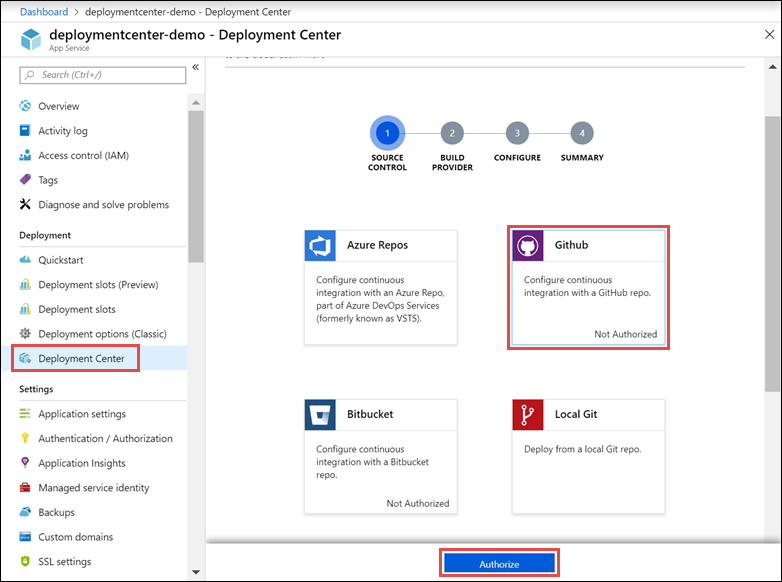 Dashboard > deploymentcenter-demo - Deployment Center
deploymentcenter-demo - Deployment Center
App Service
Search (Ctrl+/)
Overview
Activity log
Access control (IAM)
Tags
Diagnose and solve problems
Deployment
Quickstart
Deployment slots (Preview)
Deployment slots
Deployment options (Classic)
Deployment Center
Settings
Application settings
Authentication / Authorization
Application Insights
Managed service identity
Backups
Custom domains
SSL settings
1
2
3
4
SOURCE CONTROL
BUILD PROVIDER
CONFIGURE
SUMMARY
Azure Repos
Configure continuous
integration with an Azure Repo,
part of Azure DevOps Services
(formerly known as VSTS).
Github
Configure continuous
integration with a GitHub repo.
Not Authorized
Bitbucket
Configure continuous
integration with a Bitbucket
repo.
Not Authorized
Local Git
Deploy from a local Git repo.
Authorize